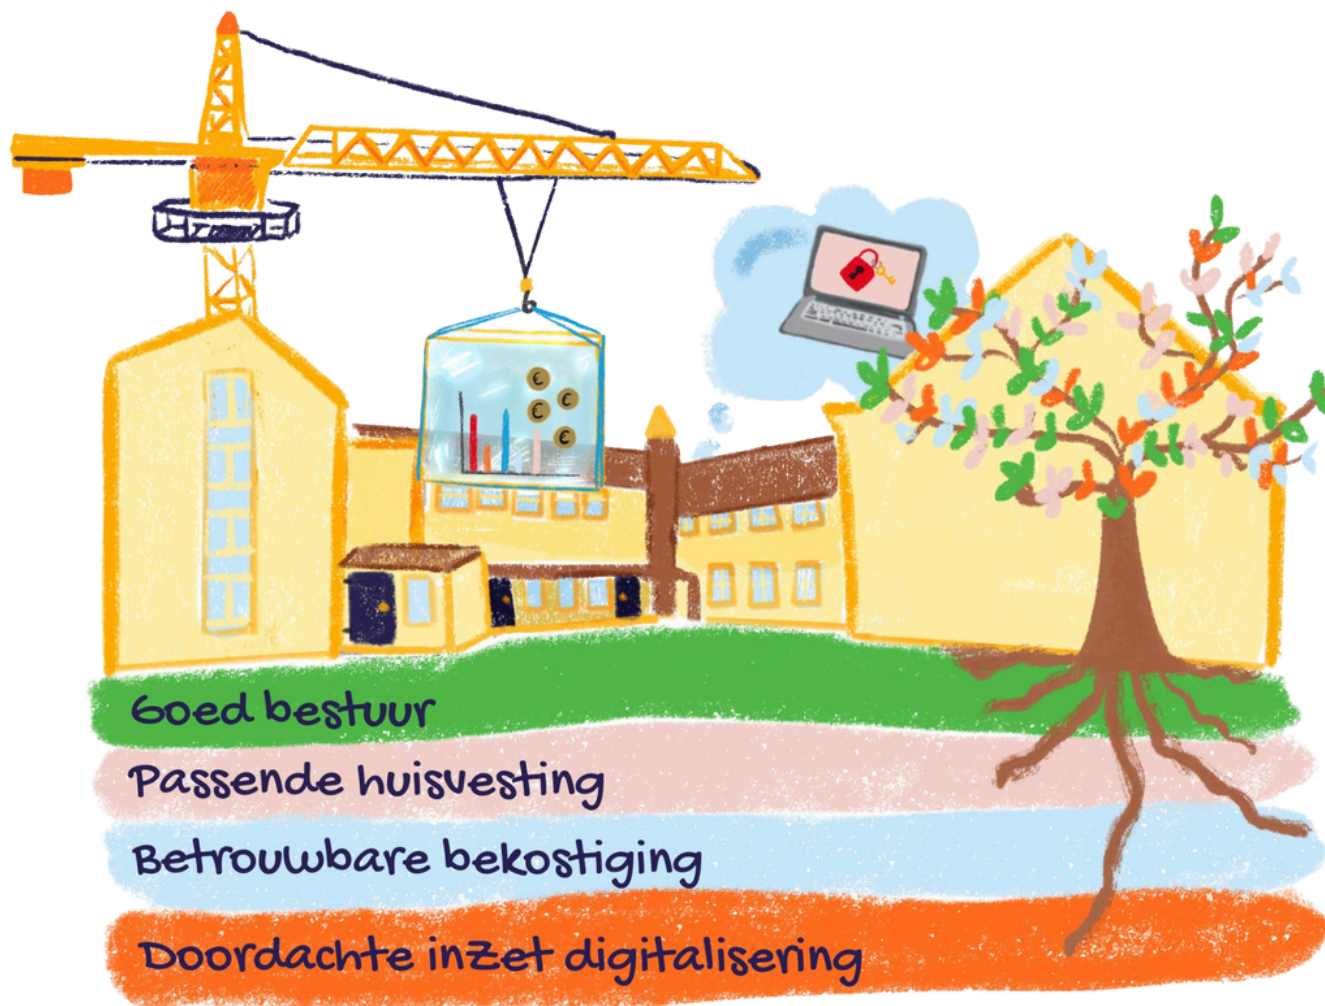 €
€
€
€
Goed bestuur
Passende huisvesting
Betrouwbare bekostiging
Doordachte inzet digitalisering